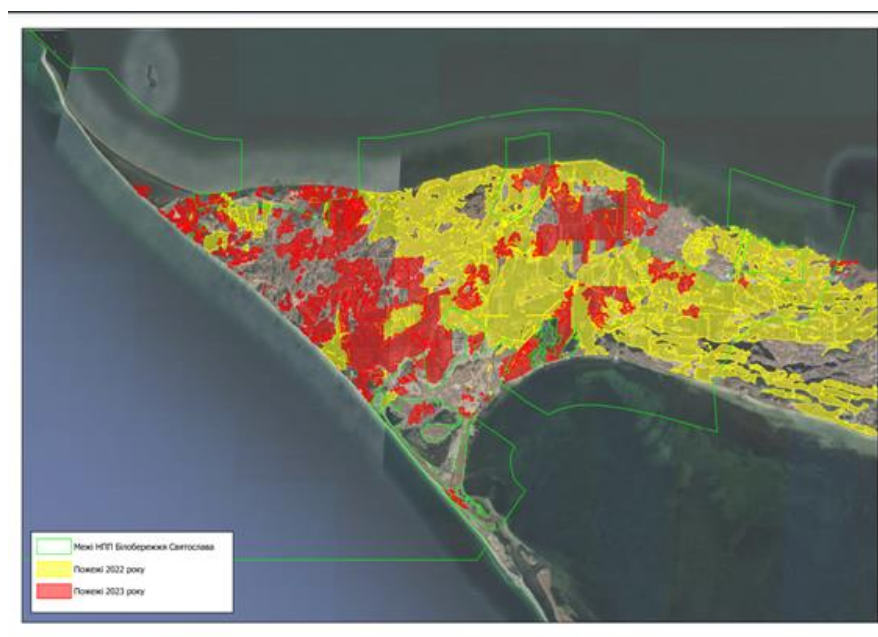 Межі НПП Білобережжя Святослава
Пожежі 2022 року
Пожежі 2023 року